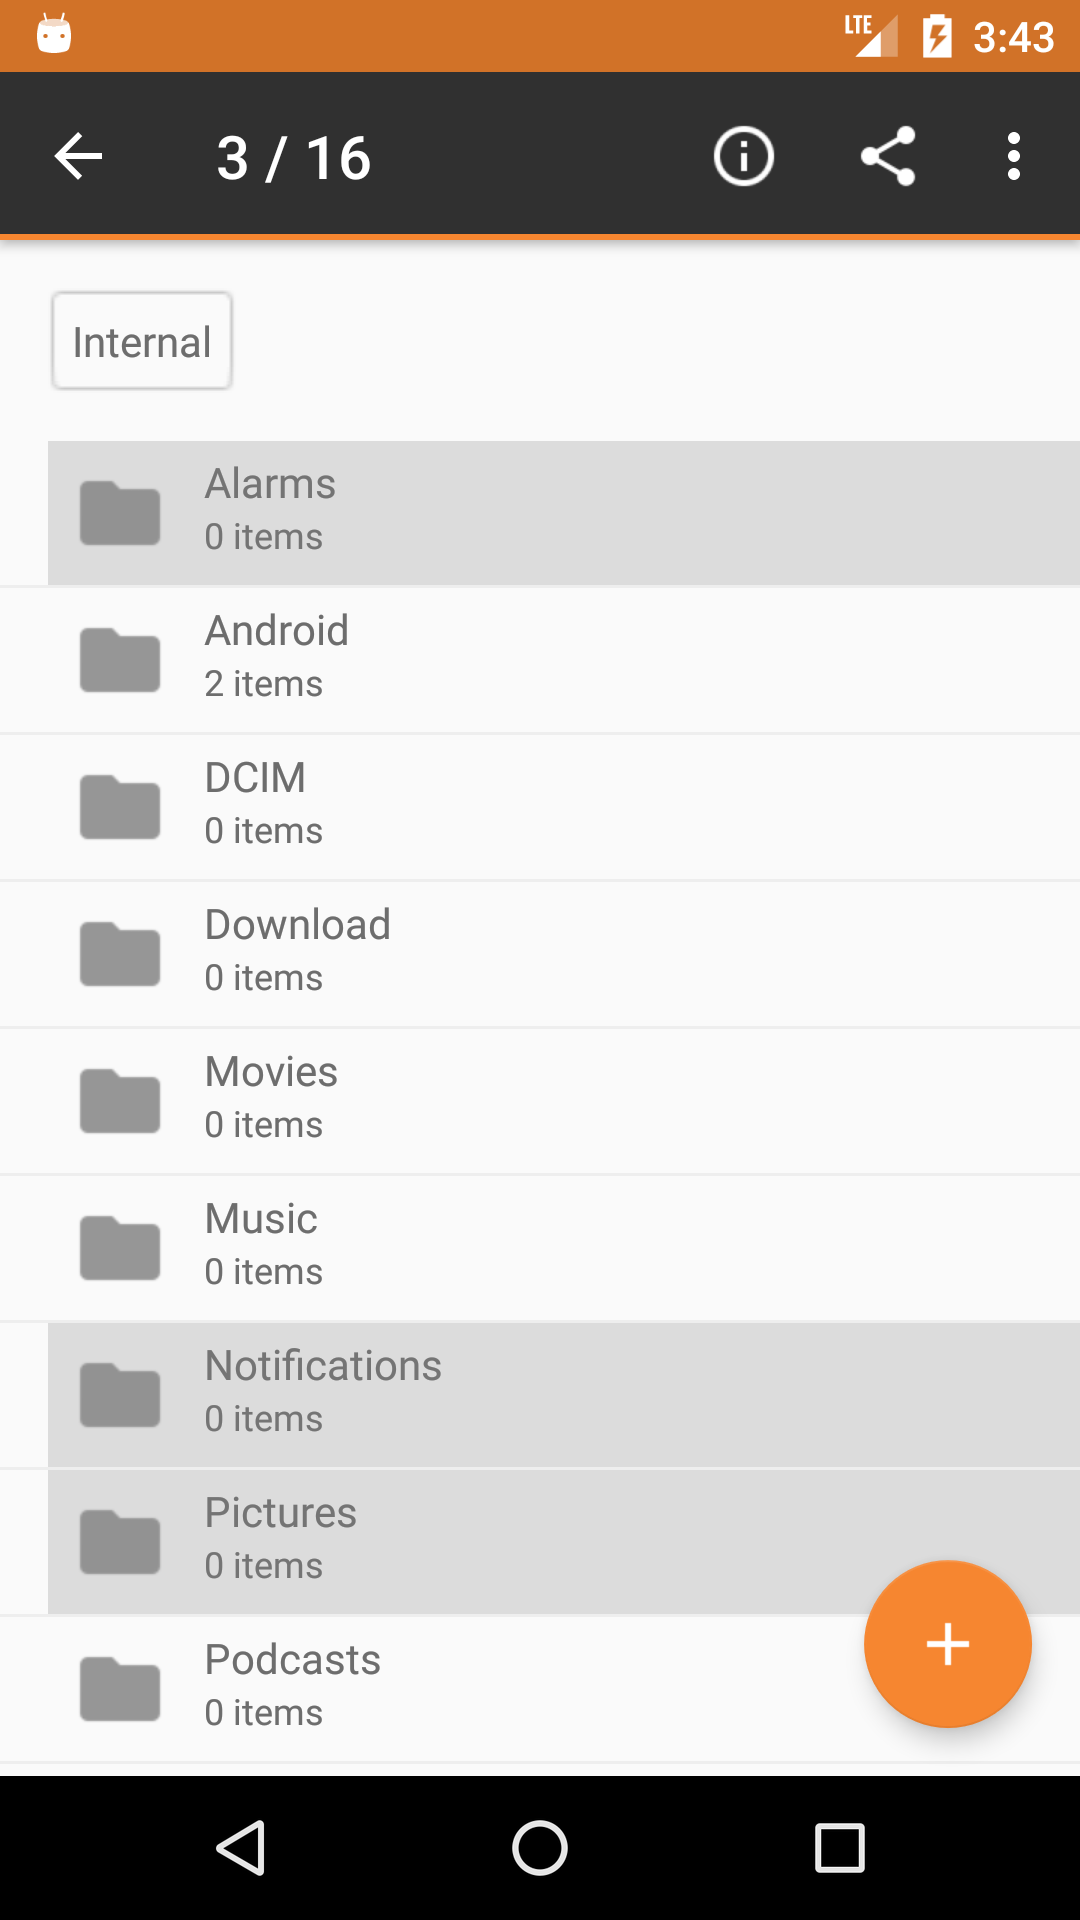 LTE 3:43
3 / 16
Internal
Alarms
0 items
Android
2 items
DCIM
0 items
Download
0 items
Movies
0 items
Music
0 items
Notifications
0 items
Pictures
0 items
Podcasts
0 items